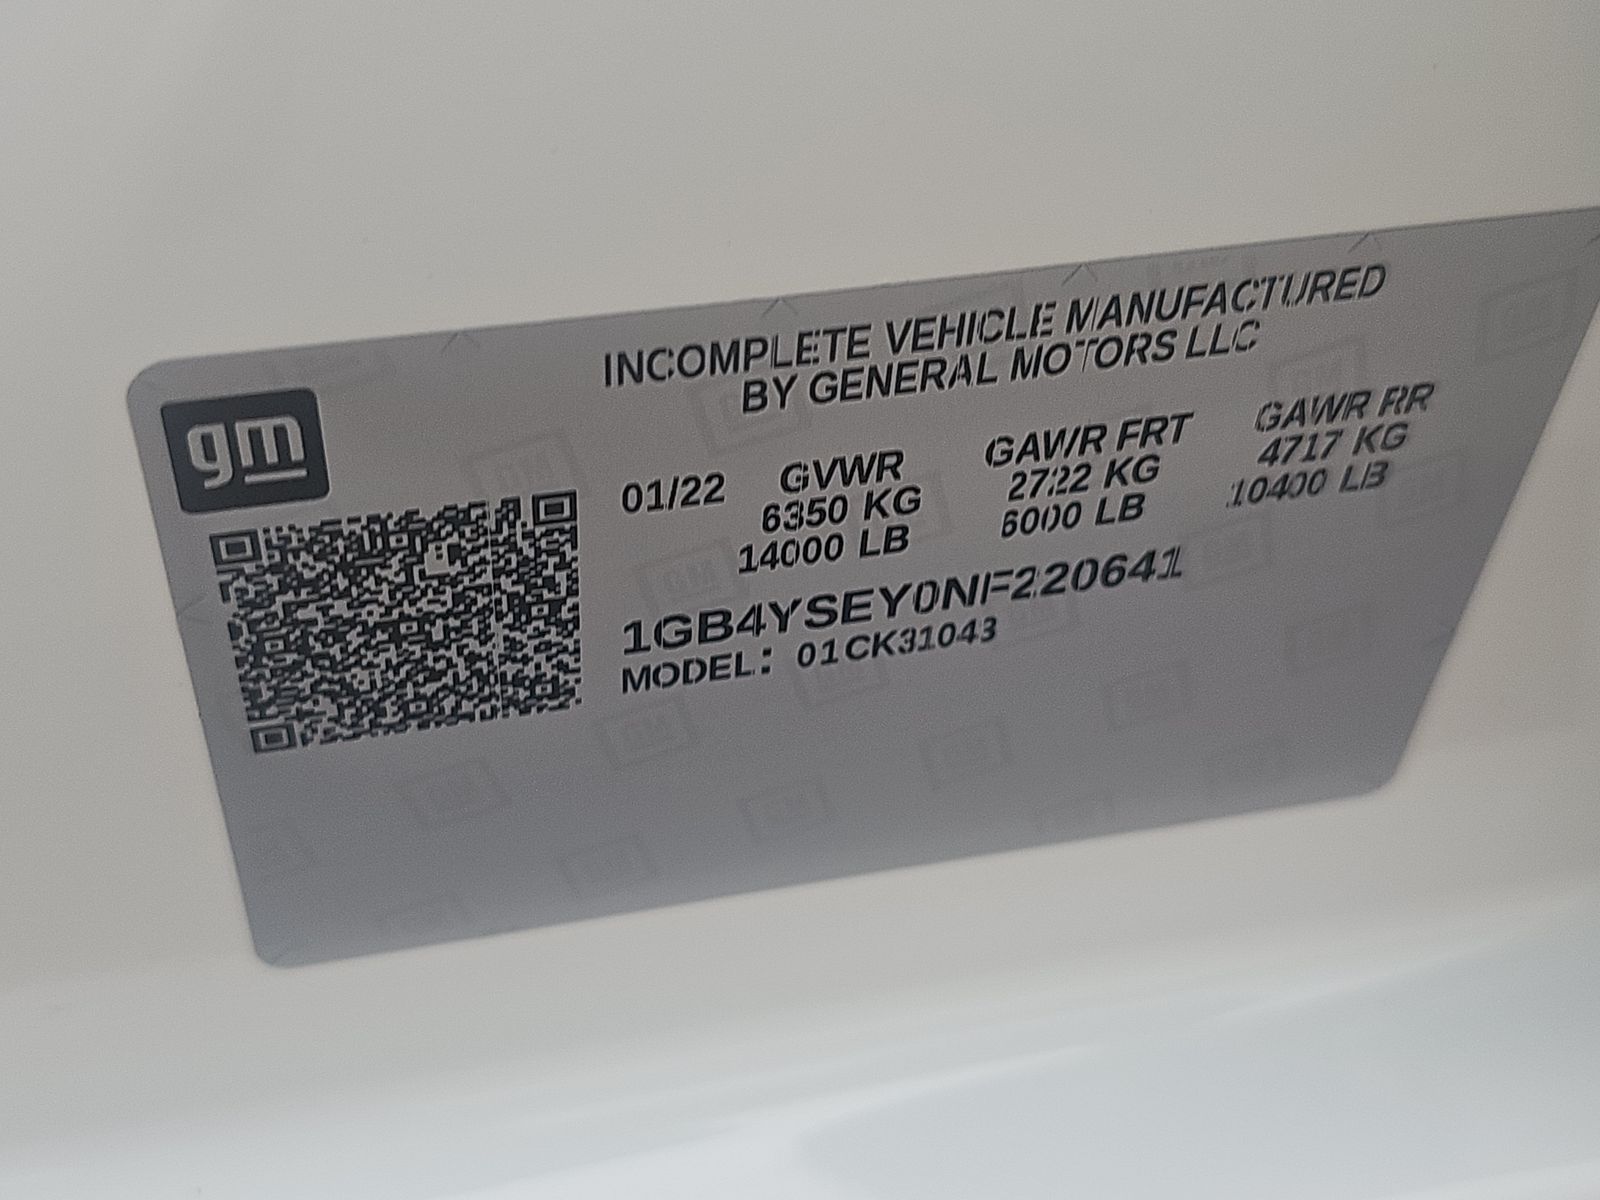 INCOMPLETE VEHICLE MANUFACTURED
BY GENERAL MOTORS LLC
gm
01/22 GVWR GAWR FRT GAWR RR
6350 KG 2722 KG 4717 KG
14000 LB 6000 LB 10400 LB
1GB4YSEY0NF220641
MODEL: 01CK31043